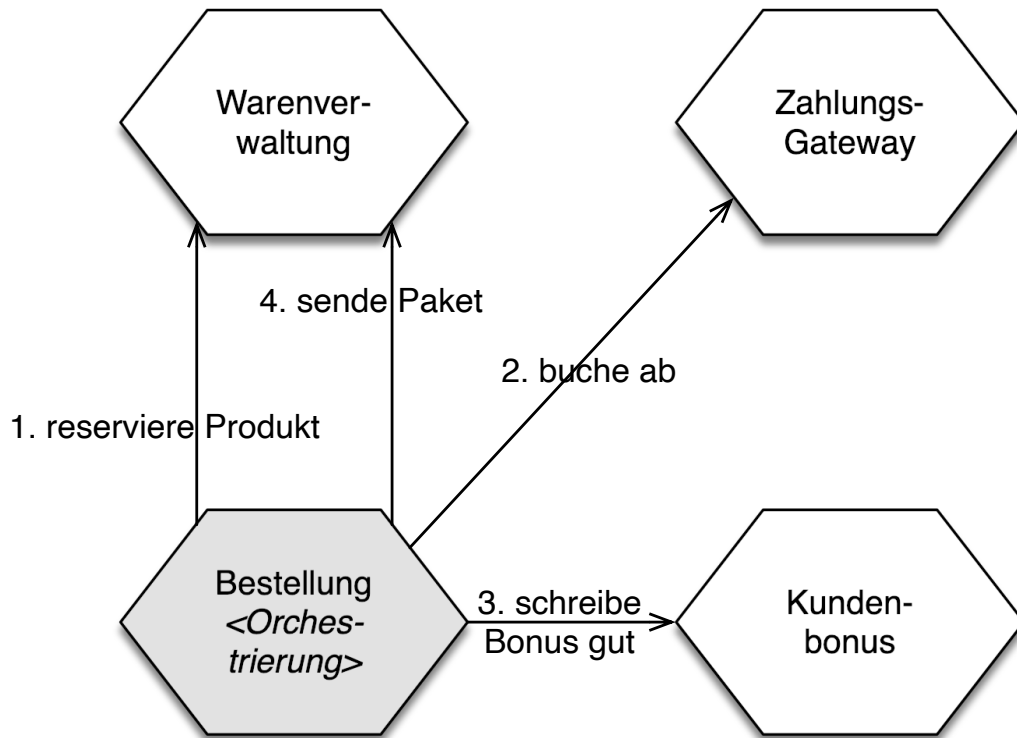 Warenver-
waltung
Zahlungs-
Gateway
4. sende Paket
2. buche ab
1. reserviere Produkt
Bestellung
<Orches-
trierung>
3. schreibe
Bonus gut
Kunden-
bonus